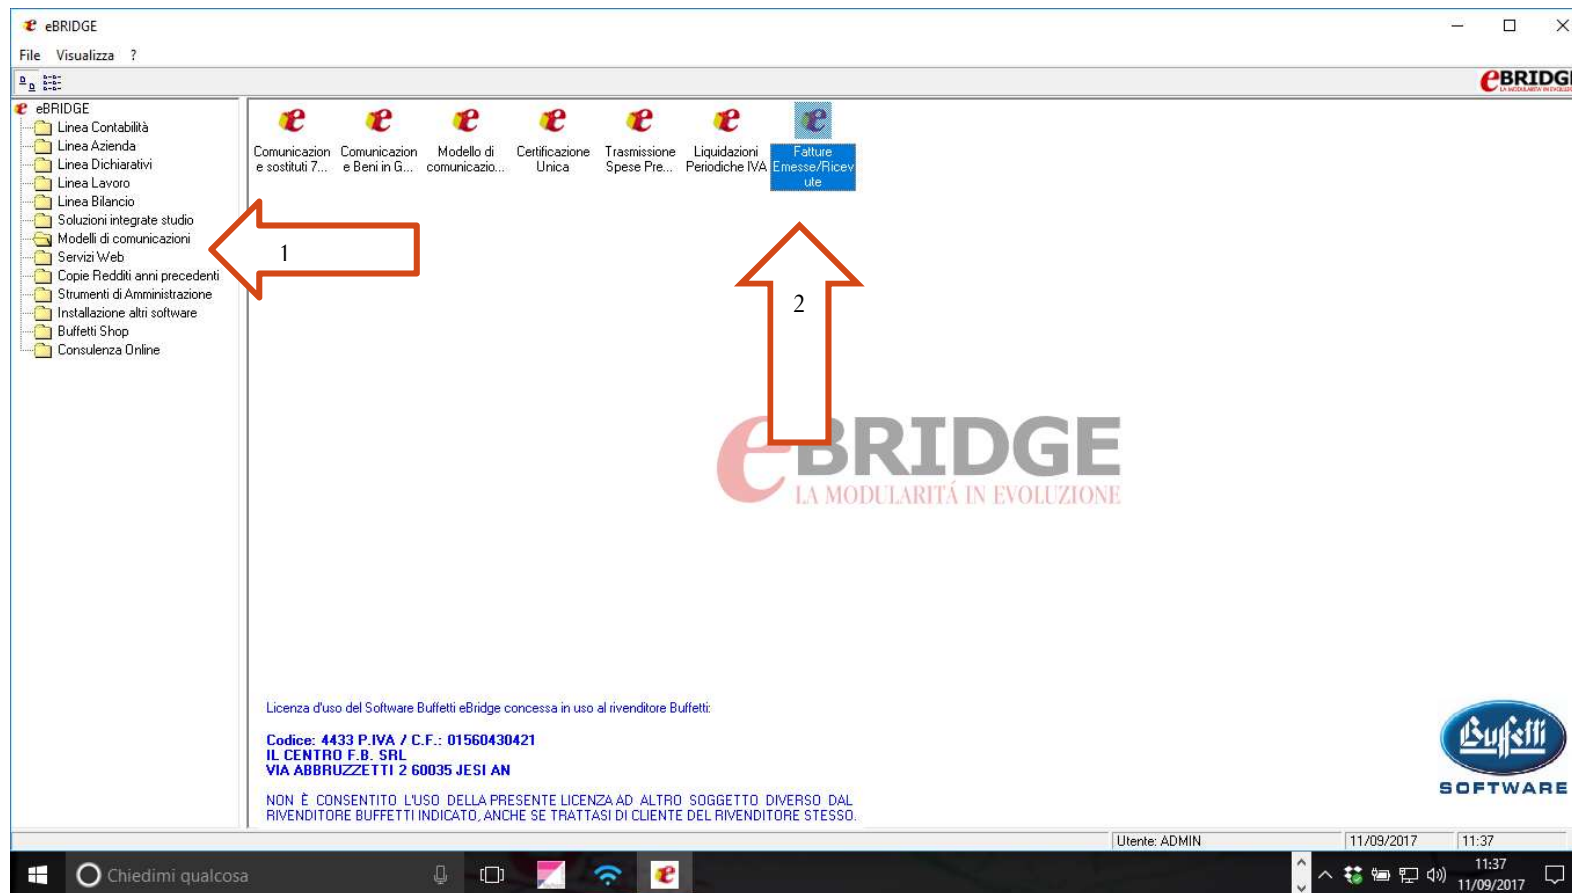 eBRIDGE
File Visualizza ?
eBRIDGE
eBRIDGE
Linea Contabilità
Linea Azienda
Linea Dichiarativi
Linea Lavoro
Linea Bilancio
Soluzioni integrate studio
Modelli di comunicazioni
Servizi Web
Copie Redditi anni precedenti
Strumenti di Amministrazione
Installazione altri software
Buffetti Shop
Consulenza Online
Comunicazion
e sostituti 7...
Comunicazion
e Beni in G...
Modello di
comunicazio...
Certificazione
Unica
Trasmissione
Spese Pre...
Liquidazioni
Periodiche IVA
Fatture
Emesse/Ricev
ute
1
2
eBRIDGE
LA MODULARITÁ IN EVOLUZIONE
Licenza d'uso del Software Buffetti eBridge concessa in uso al rivenditore Buffetti:
Codice: 4433 P.IVA / C.F.: 01560430421
IL CENTRO F.B. SRL
VIA ABBRUZZETTI 2 60035 JESI AN
NON È CONSENTITO L'USO DELLA PRESENTE LICENZA AD ALTRO SOGGETTO DIVERSO DAL
RIVENDITORE BUFFETTI INDICATO, ANCHE SE TRATTASI DI CLIENTE DEL RIVENDITORE STESSO.
Buffetti
SOFTWARE
Utente: ADMIN
11/09/2017
11:37
Chiedimi qualcosa
11:37
11/09/2017